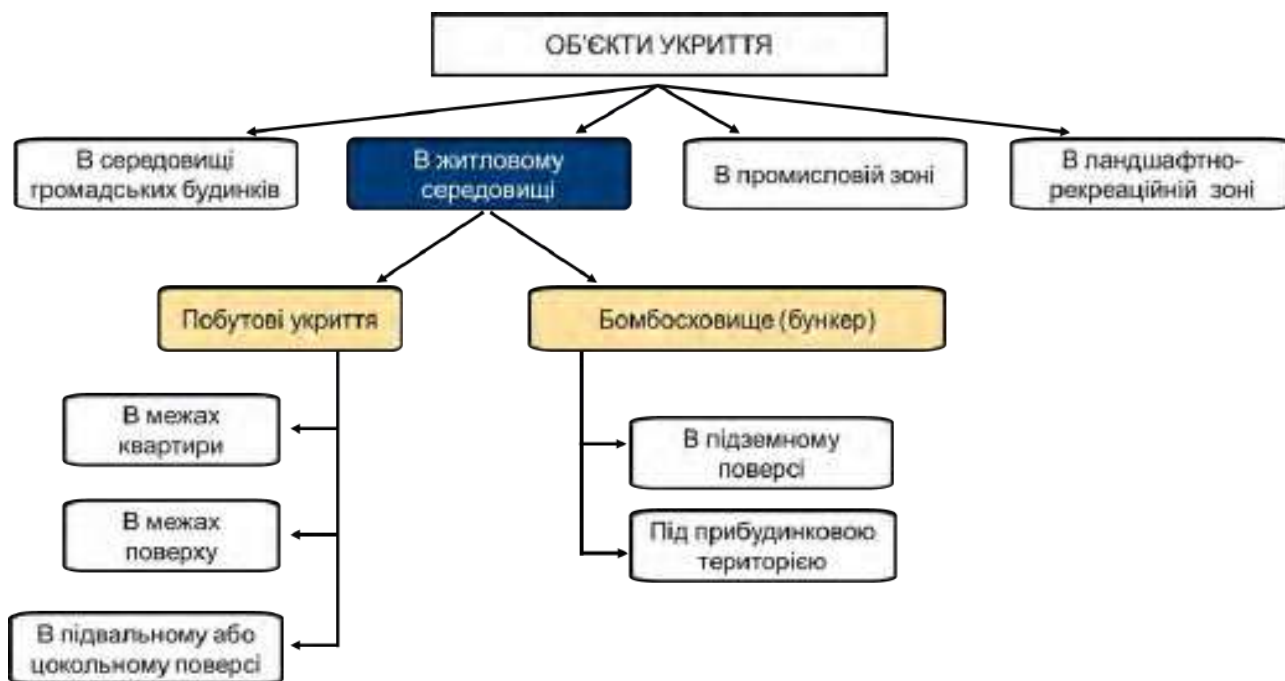 ОБ'ЄКТИ УКРИТТЯ
В середовищі
громадських будинків
В житловому
середовищі
В промисловій зоні
В ландшафтно-
рекреаційній зоні
Побутові укриття
Бомбосховище (бункер)
В межах
квартири
В межах
поверху
В підвальному або
цокольному поверсі
В підземному
поверсі
Під прибудинковою
територією